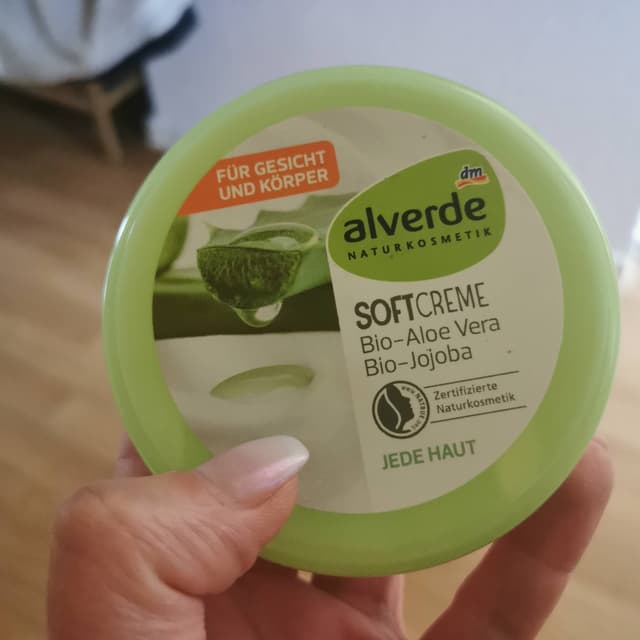 FÜR GESICHT
UND KÖRPER
dm
alverde
NATURKOSMETIK
SOFTCREME
Bio-Aloe Vera
Bio-Jojoba
Zertifizierte
Naturkosmetik
JEDE HAUT